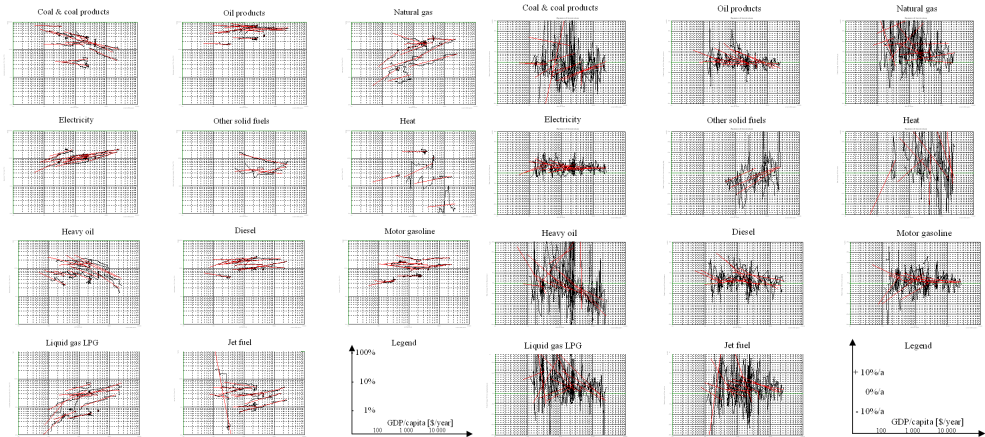 Coal & coal products
Oil products
Natural gas
Coal & coal products
Oil products
Natural gas
Electricity
Other solid fuels
Heat
Electricity
Other solid fuels
Heat
Heavy oil
Diesel
Motor gasoline
Heavy oil
Diesel
Motor gasoline
Liquid gas LPG
Jet fuel
Legend
100%
10%
1%
GDP/capita [$/year]
100 1 000 10 000
Liquid gas LPG
Jet fuel
Legend
+ 10%/a
0%/a
- 10%/a
GDP/capita [$/year]
100 1 000 10 000